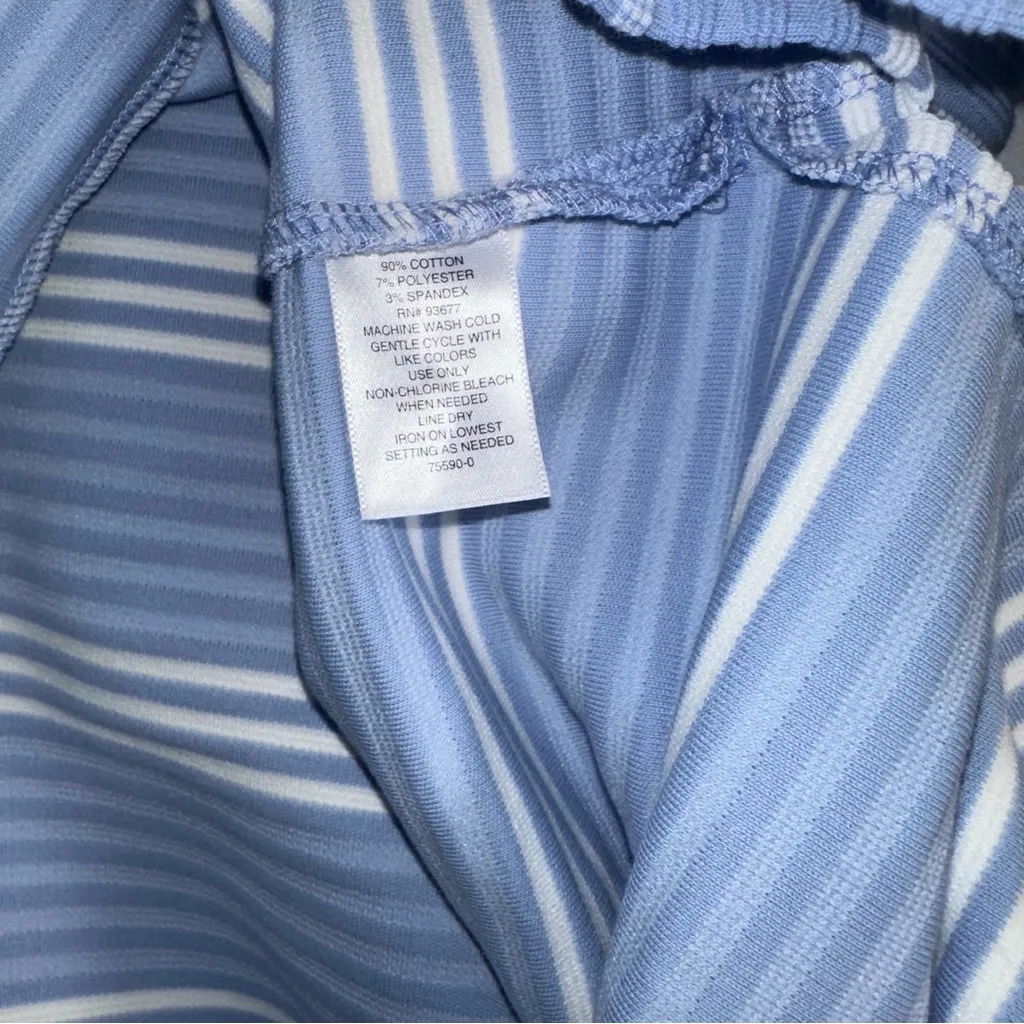 90% COTTON
7% POLYESTER
3% SPANDEX
RN# 93677
MACHINE WASH COLD
GENTLE CYCLE WITH
LIKE COLORS
USE ONLY
NON-CHLORINE BLEACH
WHEN NEEDED
LINE DRY
IRON ON LOWEST
SETTING AS NEEDED
75590-0